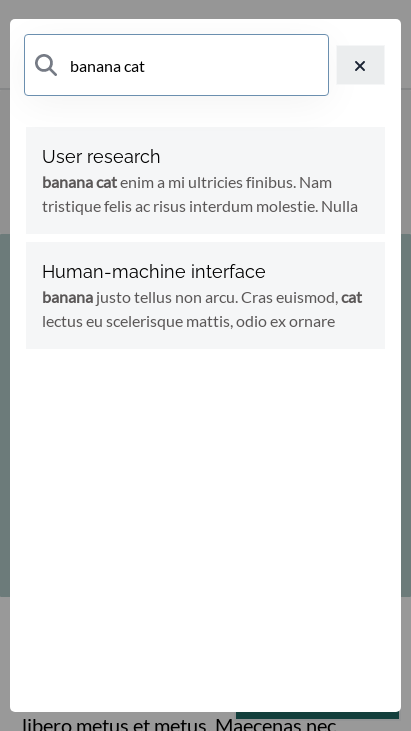 banana cat
User research
banana cat enim a mi ultricies finibus. Nam
tristique felis ac risus interdum molestie. Nulla
Human-machine interface
banana justo tellus non arcu. Cras euismod, cat
lectus eu scelerisque mattis, odio ex ornare
libero metus et metus. Maecenas nec